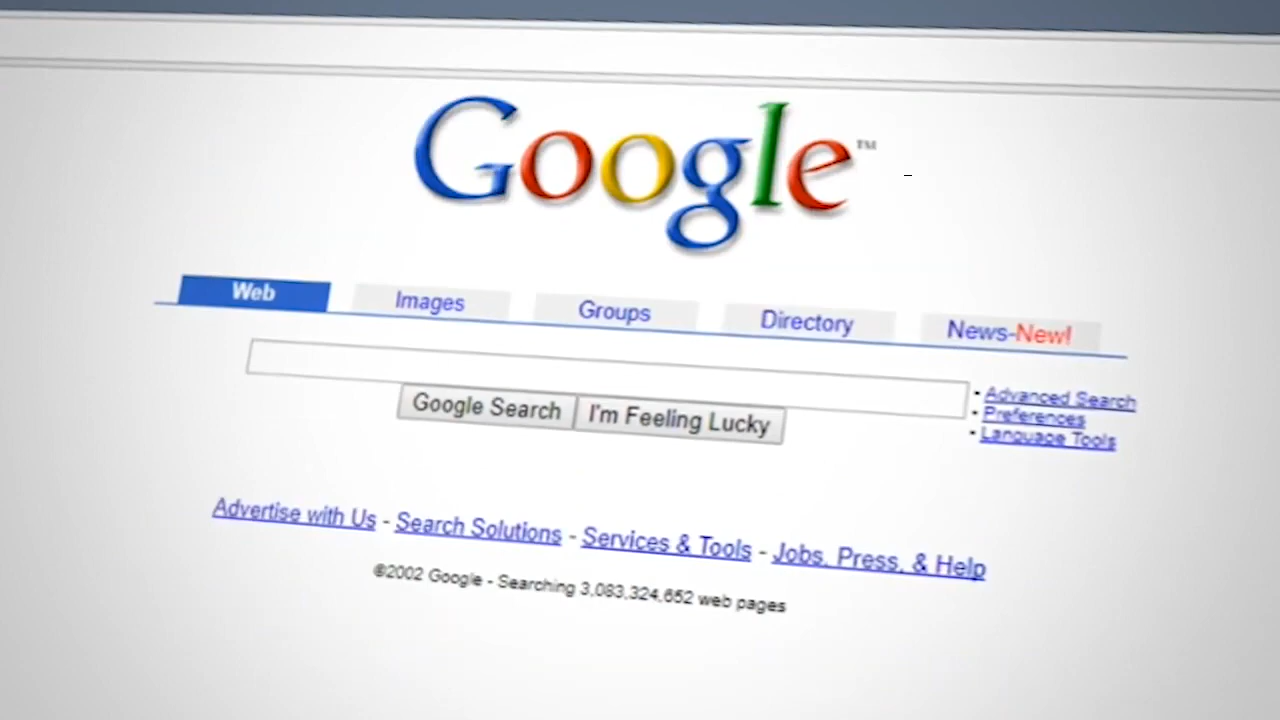 Google™
Web Images Groups Directory News-New!
Google Search I'm Feeling Lucky
• Advanced Search
• Preferences
• Language Tools
Advertise with Us - Search Solutions - Services & Tools - Jobs, Press, & Help
©2002 Google - Searching 3,083,324,652 web pages